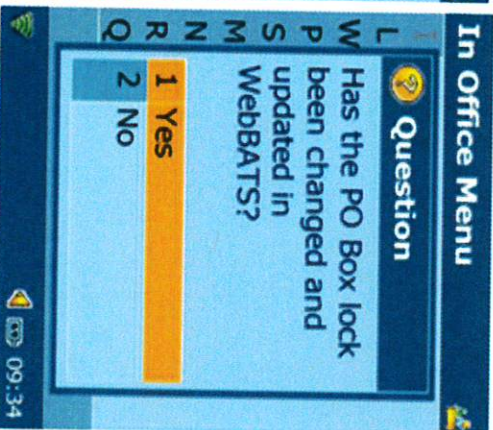 In Office Menu
I
L
W
P
S
M
N
R
Q
Question
Has the PO Box lock
been changed and
updated in
WebBATS?
1 Yes
2 No
09:34